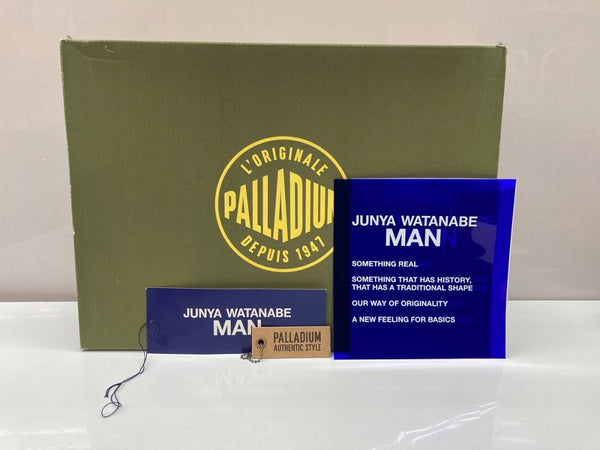 L'ORIGINALE
PALLADIUM
DEPUIS 1947
JUNYA WATANABE
MAN
SOMETHING REAL
SOMETHING THAT HAS HISTORY,
THAT HAS A TRADITIONAL SHAPE
OUR WAY OF ORIGINALITY
A NEW FEELING FOR BASICS
JUNYA WATANABE
MAN
PALLADIUM
AUTHENTIC STYLE